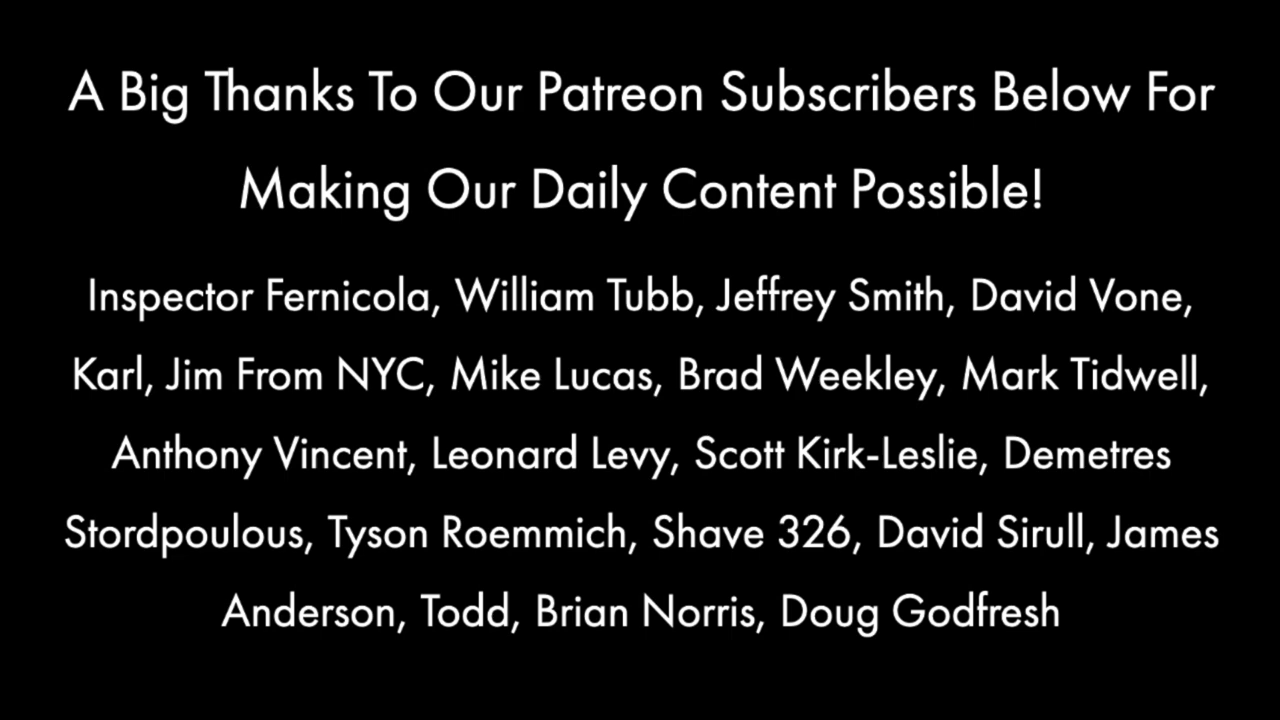 A Big Thanks To Our Patreon Subscribers Below For
Making Our Daily Content Possible!
Inspector Fernicola, William Tubb, Jeffrey Smith, David Vone,
Karl, Jim From NYC, Mike Lucas, Brad Weekley, Mark Tidwell,
Anthony Vincent, Leonard Levy, Scott Kirk-Leslie, Demetres
Stordpoulous, Tyson Roemmich, Shave 326, David Sirull, James
Anderson, Todd, Brian Norris, Doug Godfresh